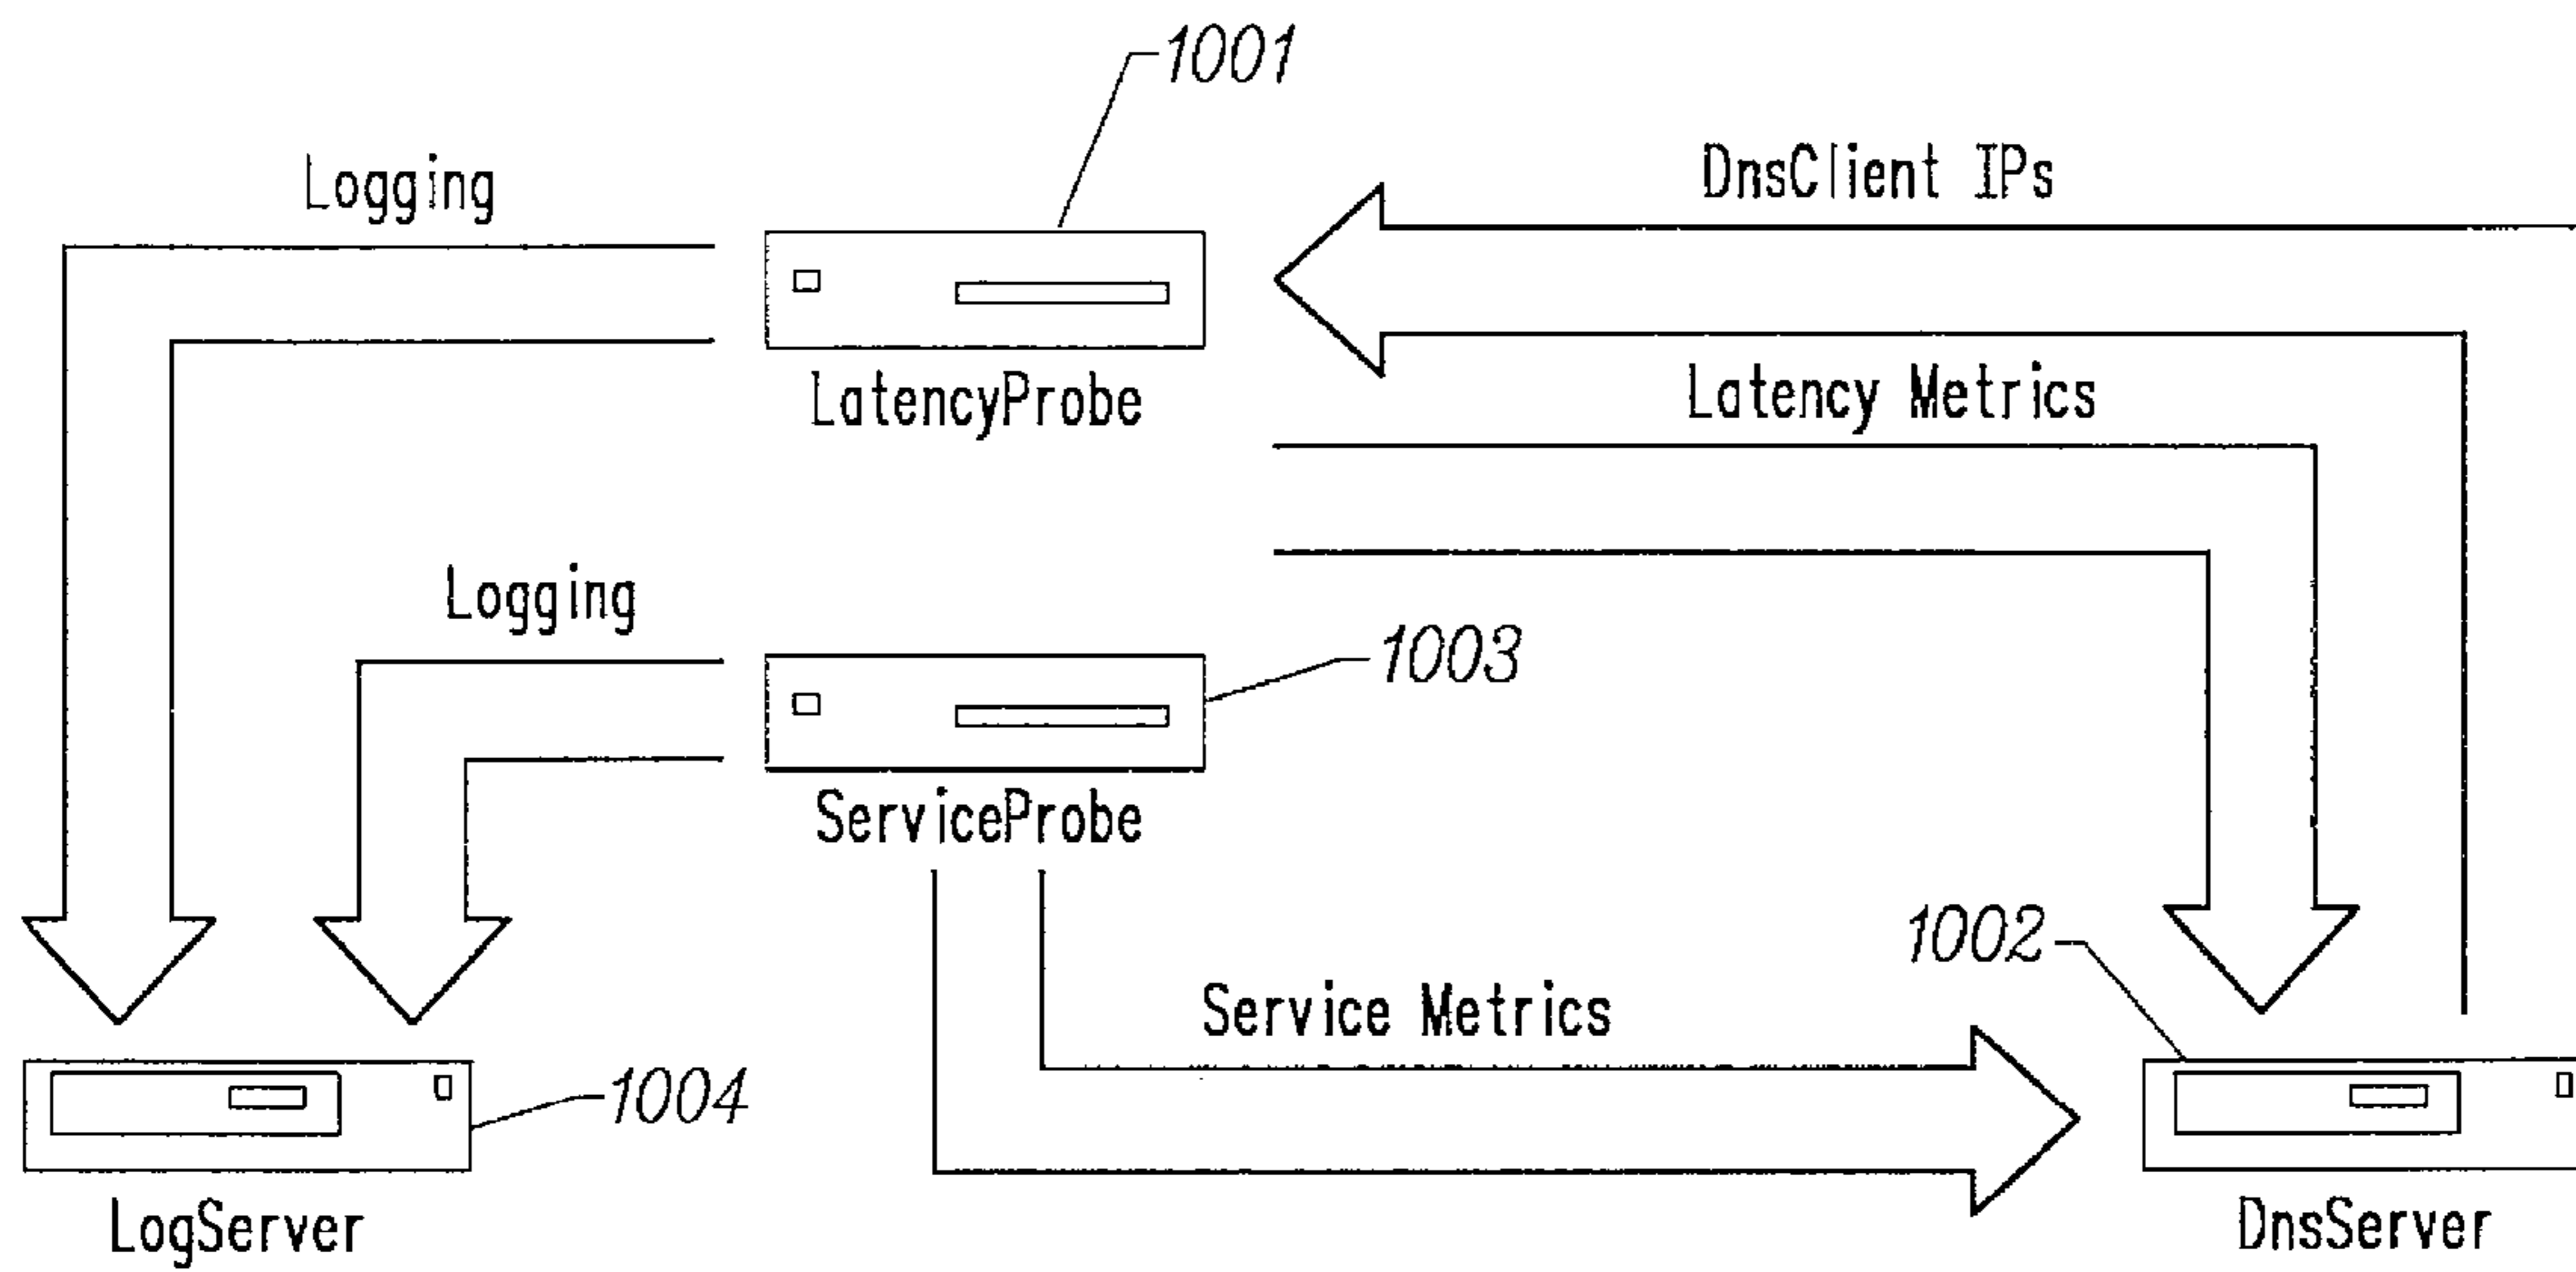 1001
Logging
DnsClient IPs
LatencyProbe
Latency Metrics
Logging
1003
ServiceProbe
1002
Service Metrics
1004
LogServer
DnsServer